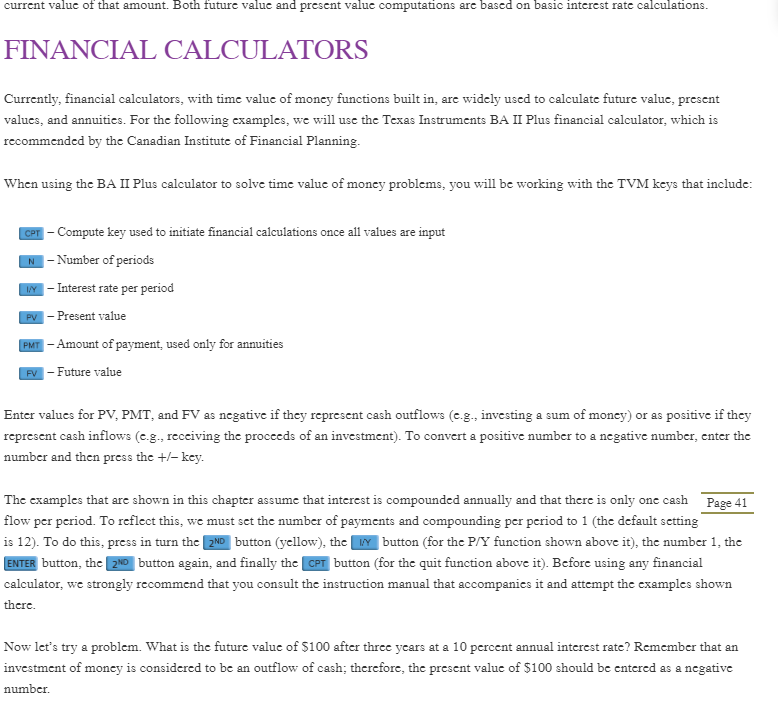 current value of that amount. Both future value and present value computations are based on basic interest rate calculations.
FINANCIAL CALCULATORS
Currently, financial calculators, with time value of money functions built in, are widely used to calculate future value, present
values, and annuities. For the following examples, we will use the Texas Instruments BA II Plus financial calculator, which is
recommended by the Canadian Institute of Financial Planning.
When using the BA II Plus calculator to solve time value of money problems, you will be working with the TVM keys that include:
CPT – Compute key used to initiate financial calculations once all values are input
N – Number of periods
I/Y – Interest rate per period
PV – Present value
PMT – Amount of payment, used only for annuities
FV – Future value
Enter values for PV, PMT, and FV as negative if they represent cash outflows (e.g., investing a sum of money) or as positive if they
represent cash inflows (e.g., receiving the proceeds of an investment). To convert a positive number to a negative number, enter the
number and then press the +/– key.
The examples that are shown in this chapter assume that interest is compounded annually and that there is only one cash Page 41
flow per period. To reflect this, we must set the number of payments and compounding per period to 1 (the default setting
is 12). To do this, press in turn the 2ND button (yellow), the I/Y button (for the P/Y function shown above it), the number 1, the
ENTER button, the 2ND button again, and finally the CPT button (for the quit function above it). Before using any financial
calculator, we strongly recommend that you consult the instruction manual that accompanies it and attempt the examples shown
there.
Now let's try a problem. What is the future value of $100 after three years at a 10 percent annual interest rate? Remember that an
investment of money is considered to be an outflow of cash; therefore, the present value of $100 should be entered as a negative
number.